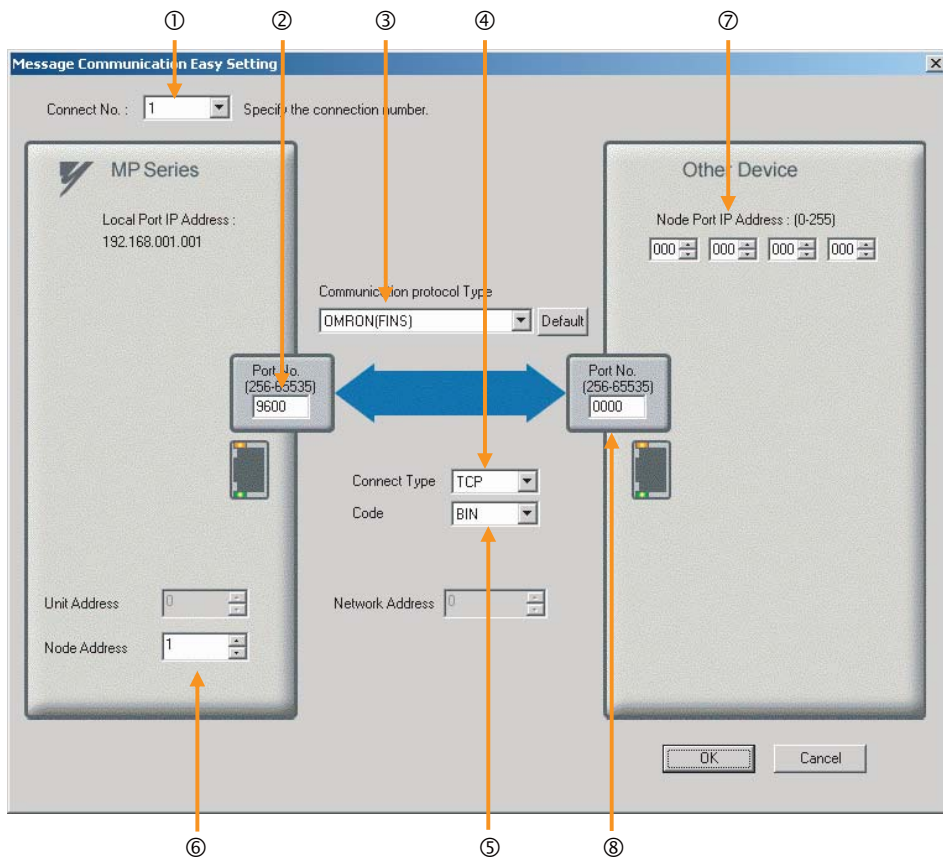 ① ② ③ ④ ⑦
Message Communication Easy Setting
Connect No. : 1 Specify the connection number.
MP Series
Local Port IP Address :
192.168.001.001
Other Device
Node Port IP Address : (0-255)
000 000 000 000
Communication protocol Type
OMRON(FINS) Default
Port No.
(256-65535)
9600
Port No.
(256-65535)
0000
Connect Type TCP
Code BIN
Unit Address 0
Network Address 0
Node Address 1
OK Cancel
⑥ ⑤ ⑧